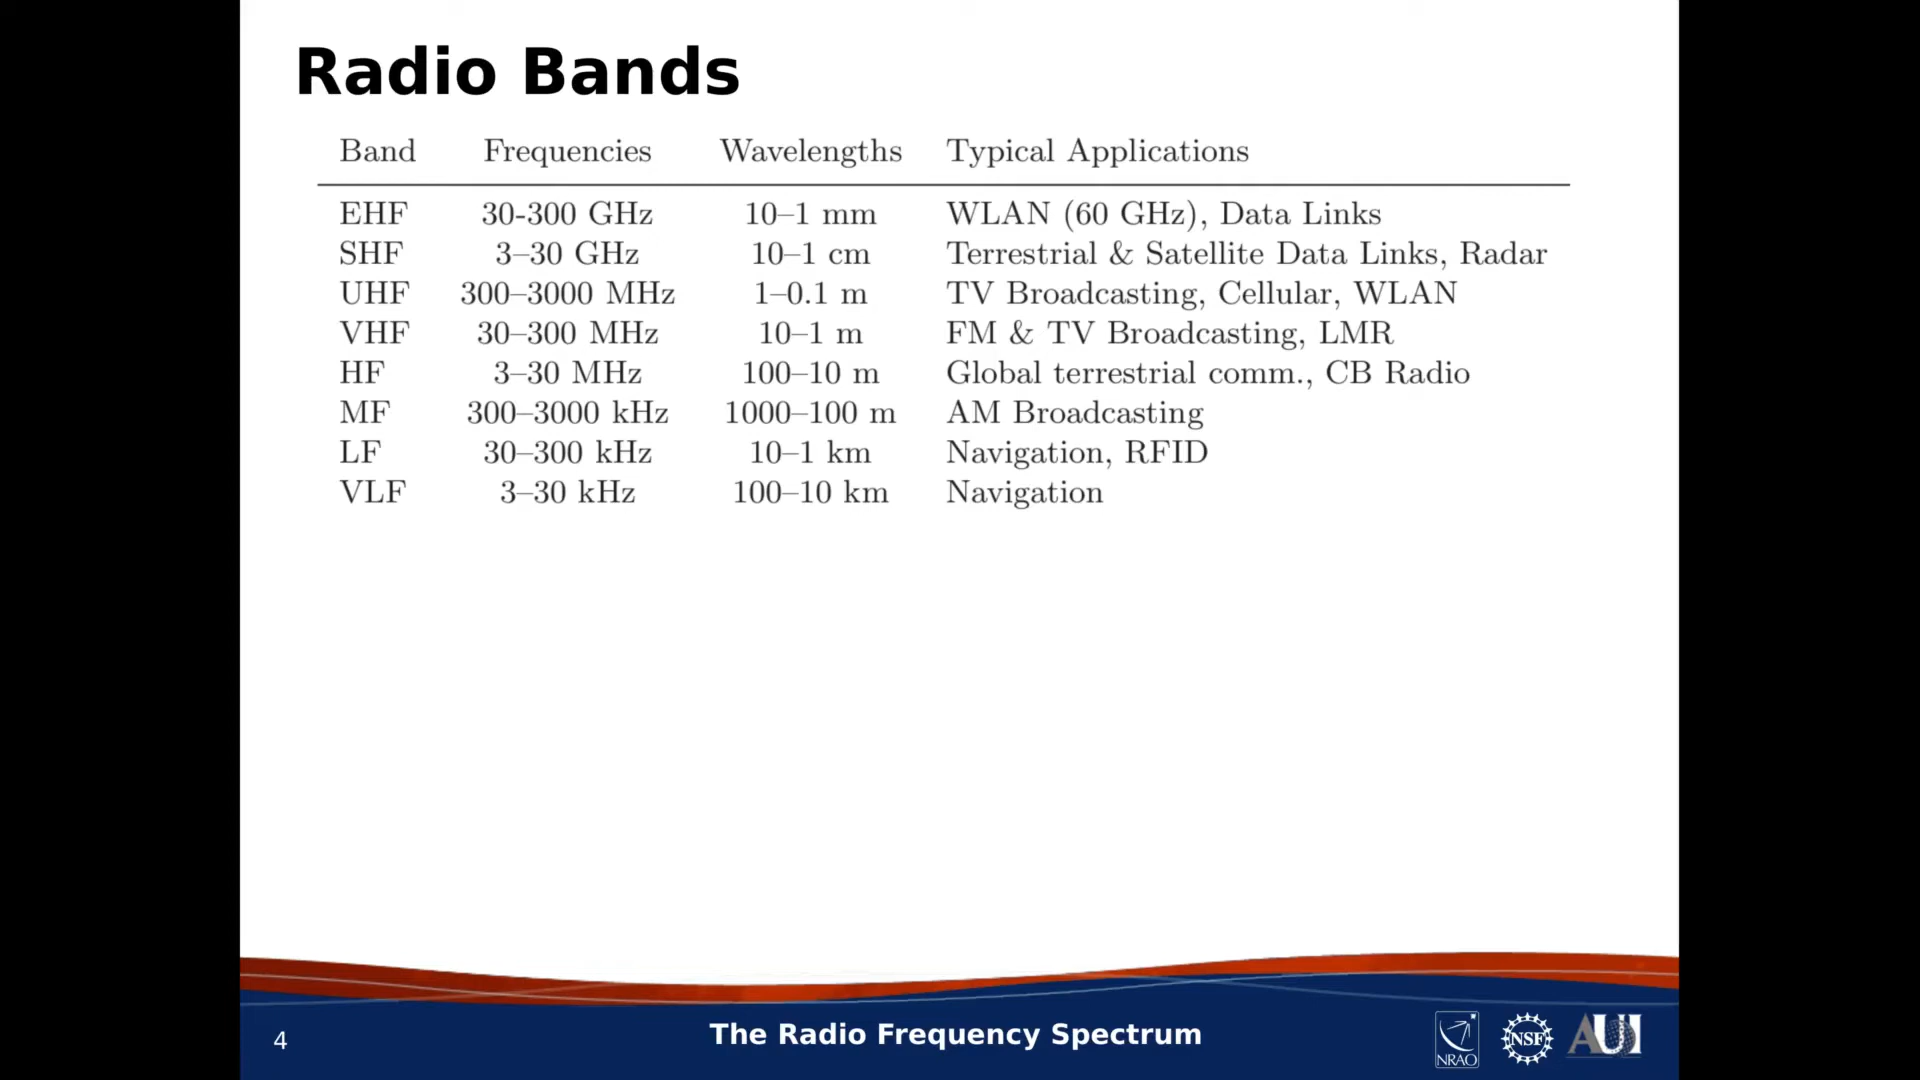 Radio Bands
Band Frequencies Wavelengths Typical Applications
EHF 30-300 GHz 10–1 mm WLAN (60 GHz), Data Links
SHF 3–30 GHz 10–1 cm Terrestrial & Satellite Data Links, Radar
UHF 300–3000 MHz 1–0.1 m TV Broadcasting, Cellular, WLAN
VHF 30–300 MHz 10–1 m FM & TV Broadcasting, LMR
HF 3–30 MHz 100–10 m Global terrestrial comm., CB Radio
MF 300–3000 kHz 1000–100 m AM Broadcasting
LF 30–300 kHz 10–1 km Navigation, RFID
VLF 3–30 kHz 100–10 km Navigation
4 The Radio Frequency Spectrum NRAO NSF AUI